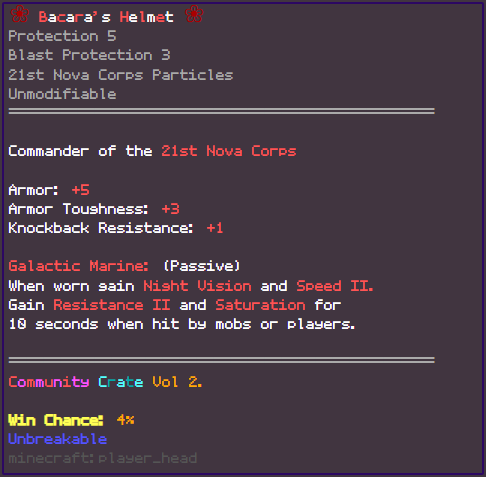 Bacara's Helmet
Protection 5
Blast Protection 3
21st Nova Corps Particles
Unmodifiable
Commander of the 21st Nova Corps
Armor: +5
Armor Toughness: +3
Knockback Resistance: +1
Galactic Marine: (Passive)
When worn gain Night Vision and Speed II.
Gain Resistance II and Saturation for
10 seconds when hit by mobs or players.
Community Crate Vol 2.
Win Chance: 4%
Unbreakable
minecraft:player_head